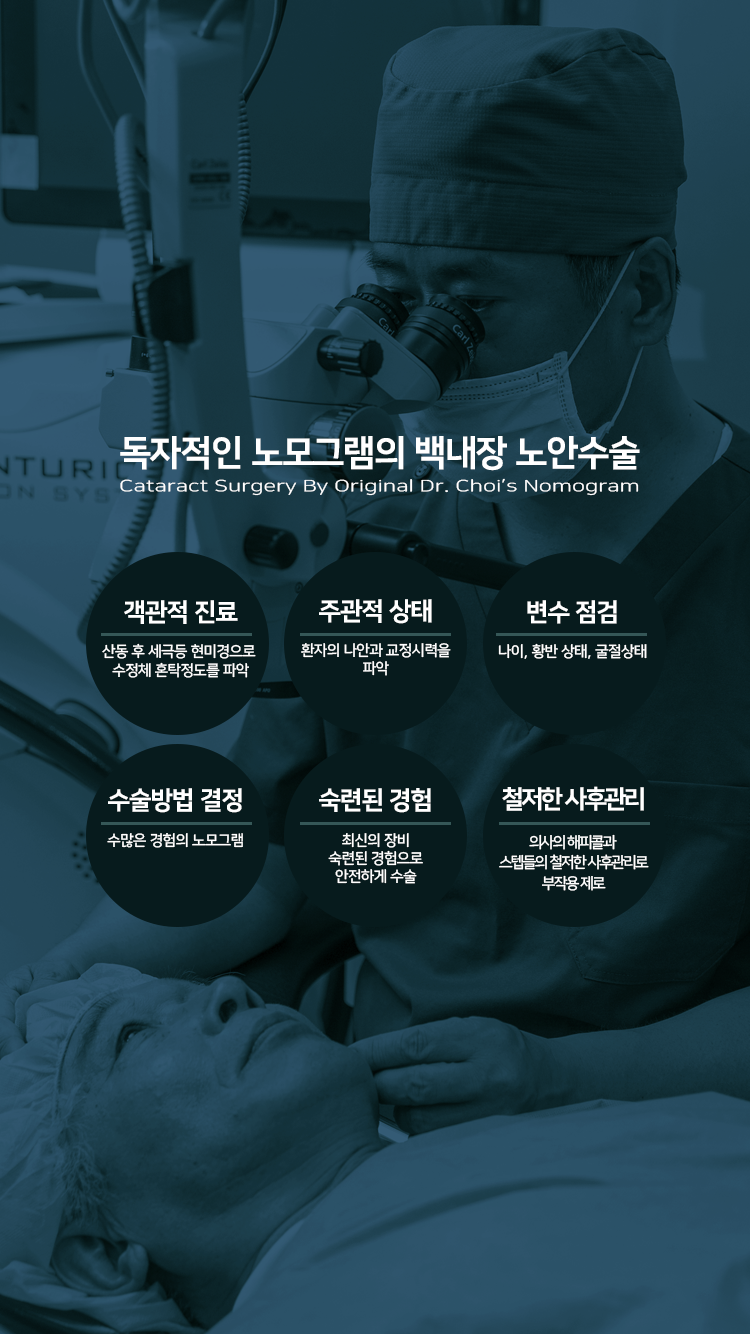 독자적인 노모그램의 백내장 노안수술
Cataract Surgery By Original Dr. Choi's Nomogram
객관적 진료
산동 후 세극등 현미경으로
수정체 혼탁정도를 파악
주관적 상태
환자의 나안과 교정시력을
파악
변수 점검
나이, 황반 상태, 굴절상태
수술방법 결정
수많은 경험의 노모그램
숙련된 경험
최신의 장비
숙련된 경험으로
안전하게 수술
철저한 사후관리
의사의 해피콜과
스텝들의 철저한 사후관리로
부작용 제로